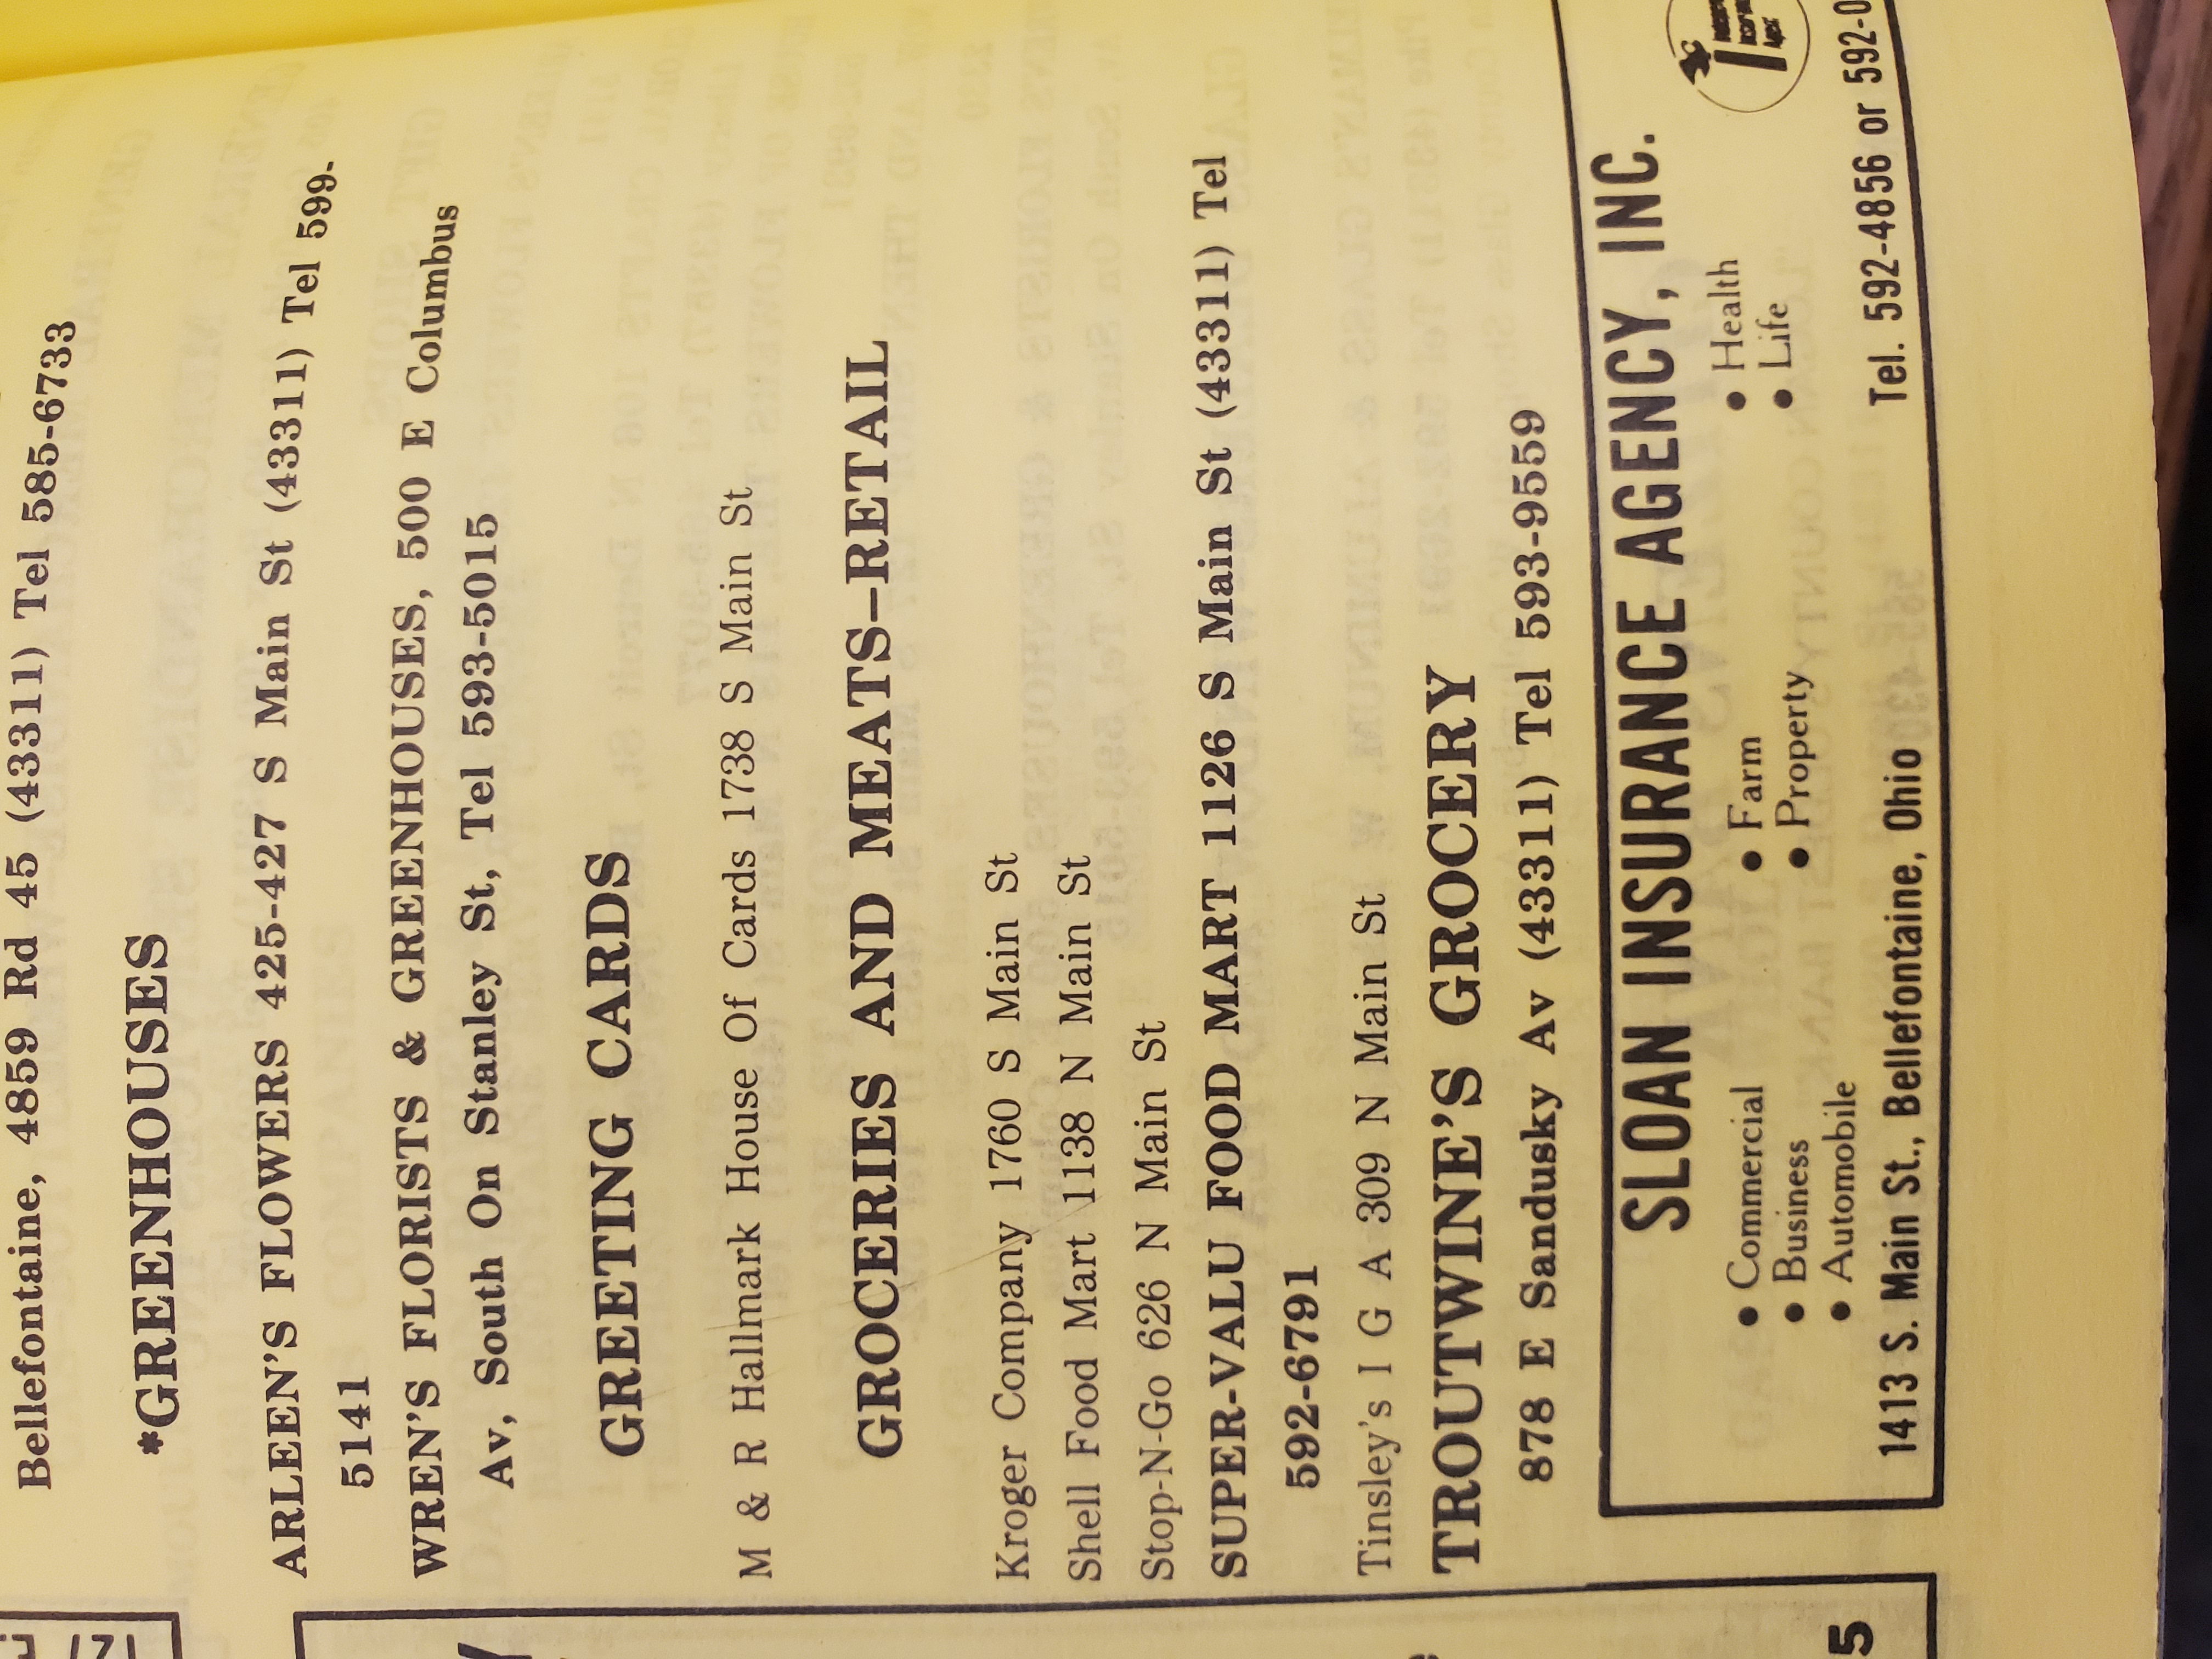 Bellefontaine, 4859 Rd 45 (43311) Tel 585-6733
*GREENHOUSES
ARLEEN'S FLOWERS 425-427 S Main St (43311) Tel 599-
5141
WREN'S FLORISTS & GREENHOUSES, 500 E Columbus
Av, South On Stanley St, Tel 593-5015
GREETING CARDS
M & R Hallmark House Of Cards 1738 S Main St
GROCERIES AND MEATS–RETAIL
Kroger Company 1760 S Main St
Shell Food Mart 1138 N Main St
Stop-N-Go 626 N Main St
SUPER-VALU FOOD MART 1126 S Main St (43311) Tel
592-6791
Tinsley's I G A 309 N Main St
TROUTWINE'S GROCERY
878 E Sandusky Av (43311) Tel 593-9559
SLOAN INSURANCE AGENCY, INC.
• Commercial • Farm • Health
• Business • Property • Life
• Automobile
1413 S. Main St., Bellefontaine, Ohio Tel. 592-4856 or 592-0
5